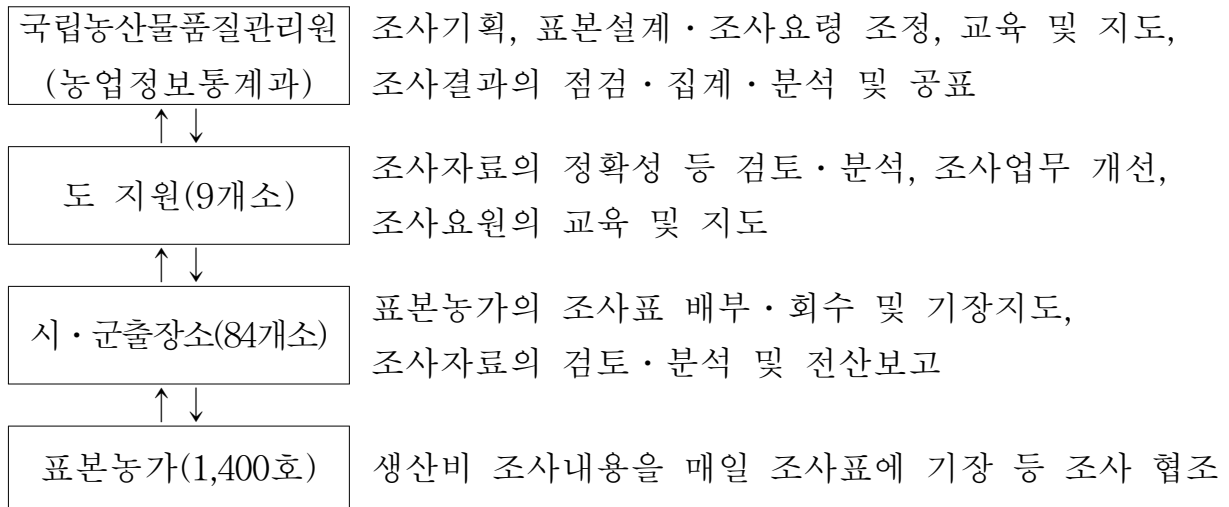 국립농산물품질관리원 조사기획, 표본설계·조사요령 조정, 교육 및 지도,
(농업정보통계과) 조사결과의 점검·집계·분석 및 공표
↑ ↓
도 지원(9개소) 조사자료의 정확성 등 검토·분석, 조사업무 개선,
조사요원의 교육 및 지도
↑ ↓
시·군출장소(84개소) 표본농가의 조사표 배부·회수 및 기장지도,
조사자료의 검토·분석 및 전산보고
↑ ↓
표본농가(1,400호) 생산비 조사내용을 매일 조사표에 기장 등 조사 협조